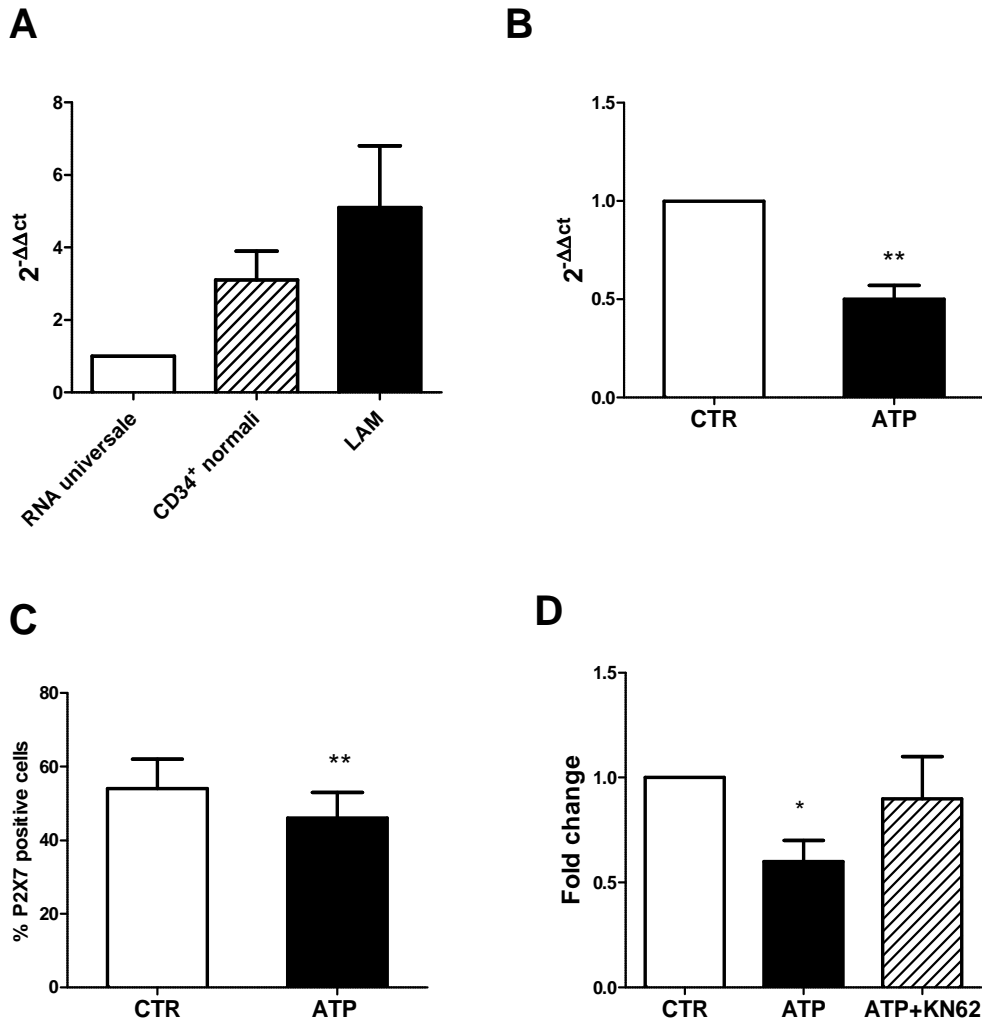 A
2-ΔΔct
8
6
4
2
0
RNA universale
CD34+ normali
LAM
B
2-ΔΔct
1.5
1.0
0.5
0.0
**
CTR
ATP
C
% P2X7 positive cells
80
60
40
20
0
**
CTR
ATP
D
Fold change
1.5
1.0
0.5
0.0
*
CTR
ATP
ATP+KN62